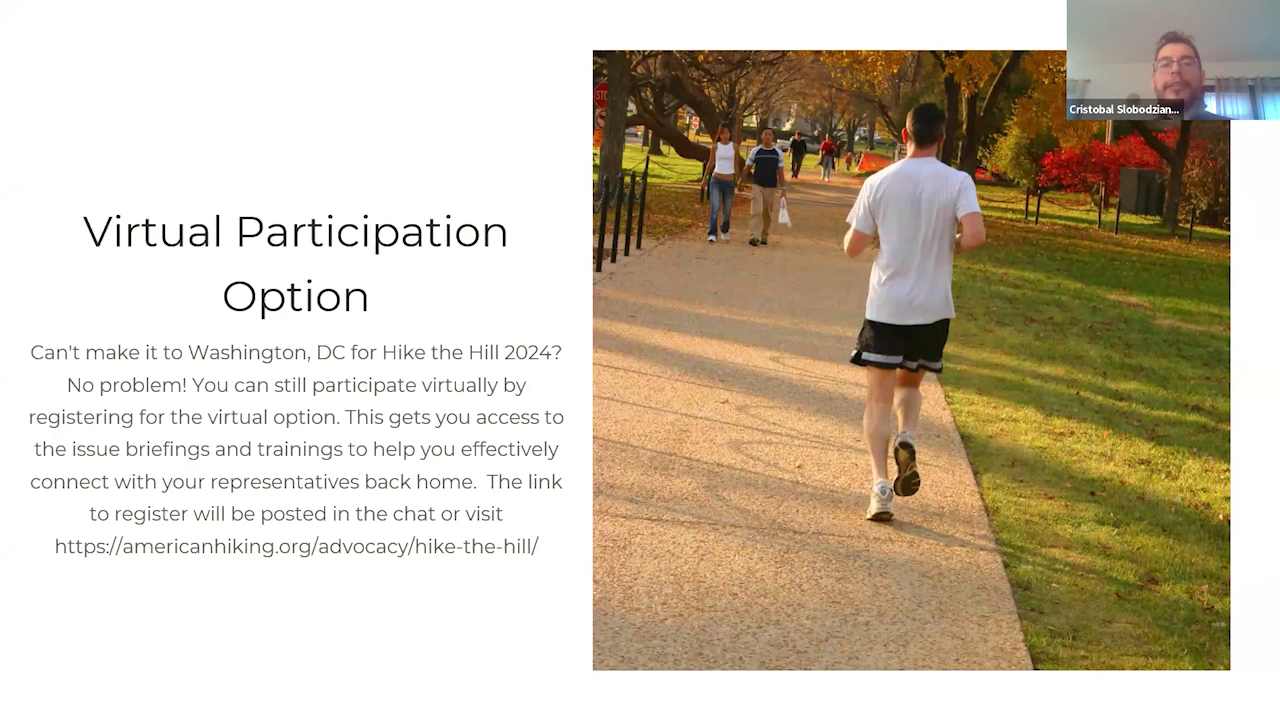 Cristobal Slobodzian...
STOP
Virtual Participation
Option
Can't make it to Washington, DC for Hike the Hill 2024?
No problem! You can still participate virtually by
registering for the virtual option. This gets you access to
the issue briefings and trainings to help you effectively
connect with your representatives back home.  The link
to register will be posted in the chat or visit
https://americanhiking.org/advocacy/hike-the-hill/